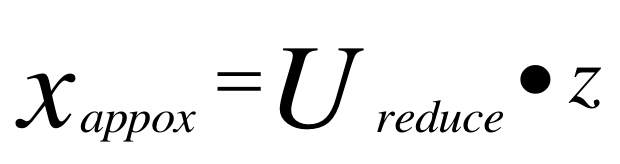 x_appox = U_reduce • z